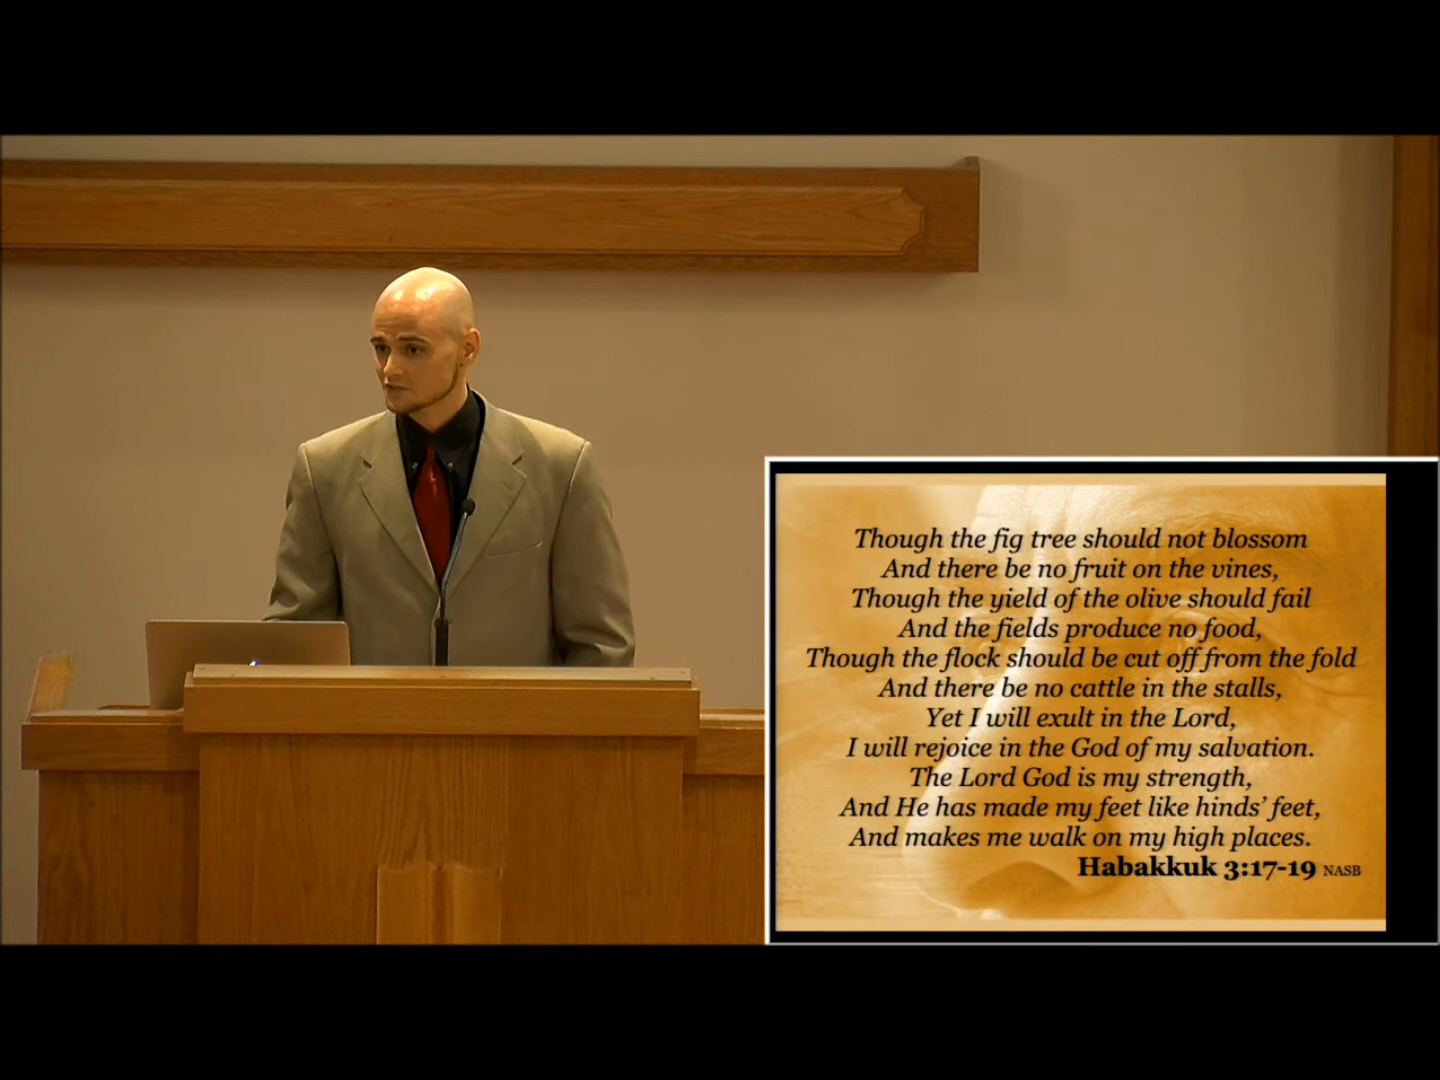 Though the fig tree should not blossom
And there be no fruit on the vines,
Though the yield of the olive should fail
And the fields produce no food,
Though the flock should be cut off from the fold
And there be no cattle in the stalls,
Yet I will exult in the Lord,
I will rejoice in the God of my salvation.
The Lord God is my strength,
And He has made my feet like hinds' feet,
And makes me walk on my high places.
Habakkuk 3:17-19 NASB